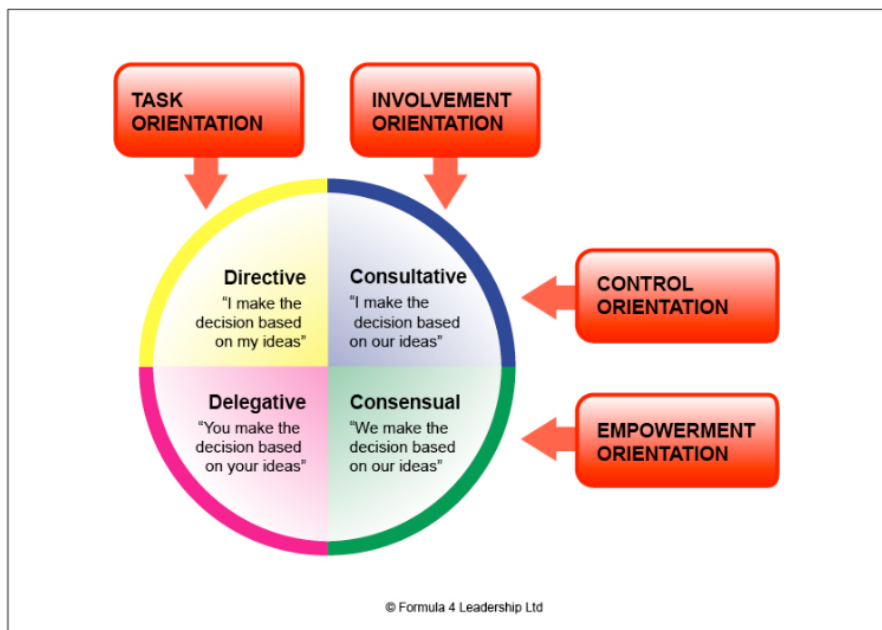 TASK
ORIENTATION
INVOLVEMENT
ORIENTATION
Directive
“I make the
decision based
on my ideas”
Consultative
“I make the
decision based
on our ideas”
CONTROL
ORIENTATION
Delegative
“You make the
decision based
on your ideas”
Consensual
“We make the
decision based
on our ideas”
EMPOWERMENT
ORIENTATION
© Formula 4 Leadership Ltd